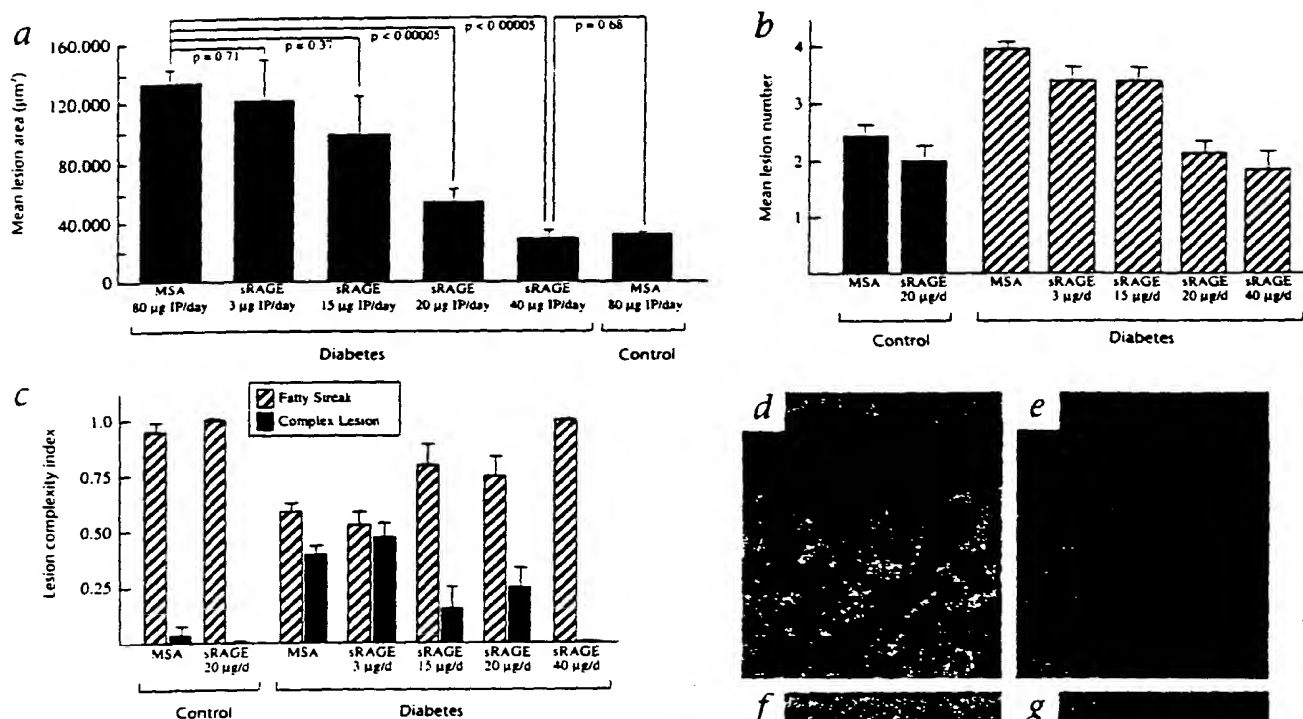 a
p < 0.00005
p = 0.68
p < 0.00005
p = 0.37
p = 0.71
Mean lesion area (µm²)
160.000
120.000
80.000
40.000
0
MSA sRAGE sRAGE sRAGE sRAGE MSA
80 µg IP/day 3 µg IP/day 15 µg IP/day 20 µg IP/day 40 µg IP/day 80 µg IP/day
Diabetes Control
b
Mean lesion number
4
3
2
1
MSA sRAGE MSA sRAGE sRAGE sRAGE sRAGE
20 µg/d 3 µg/d 15 µg/d 20 µg/d 40 µg/d
Control Diabetes
c
Fatty Streak
Complex Lesion
Lesion complexity index
1.0
0.75
0.50
0.25
MSA sRAGE MSA sRAGE sRAGE sRAGE sRAGE
20 µg/d 3 µg/d 15 µg/d 20 µg/d 40 µg/d
Control Diabetes
d e
f g